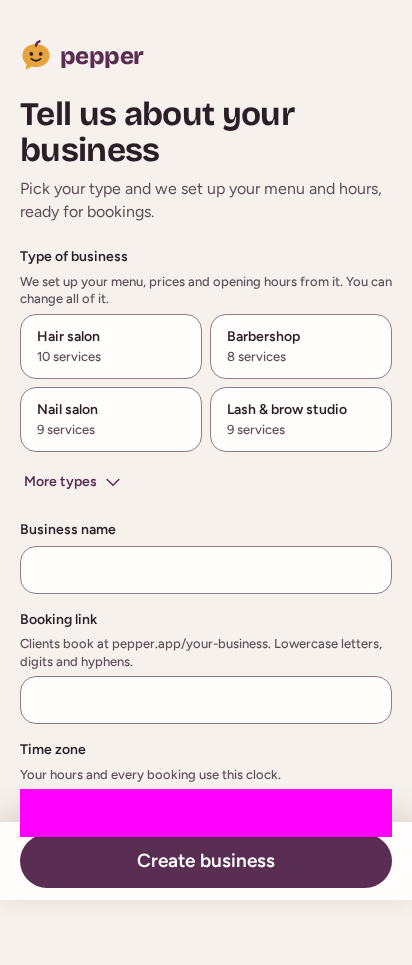 pepper
Tell us about your
business
Pick your type and we set up your menu and hours,
ready for bookings.
Type of business
We set up your menu, prices and opening hours from it. You can
change all of it.
Hair salon
10 services
Barbershop
8 services
Nail salon
9 services
Lash & brow studio
9 services
More types
Business name
Booking link
Clients book at pepper.app/your-business. Lowercase letters,
digits and hyphens.
Time zone
Your hours and every booking use this clock.
Create business